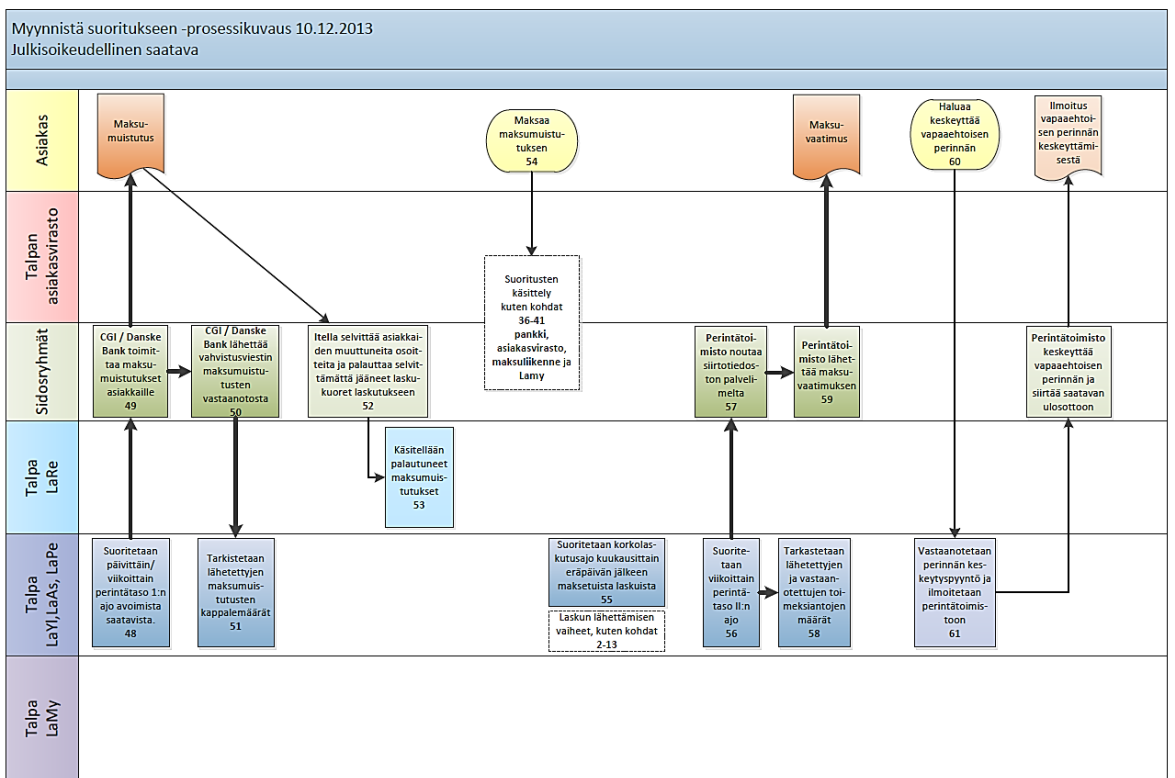 Myynnistä suoritukseen -prosessikuvaus 10.12.2013
Julkisoikeudellinen saatava
Asiakas
Maksu-
muistutus
Maksaa
maksumuistu-
tuksen
54
Maksu-
vaatimus
Haluaa
keskeyttää
vapaaehtoisen
perinnän
60
Ilmoitus
vapaaehtoi-
sen perinnän
keskeyttämi-
sestä
Talpan
asiakasvirasto
Suoritusten
käsittely
kuten kohdat
36-41
pankki,
asiakasvirasto,
maksuliikenne ja
Lamy
Sidosryhmät
CGI / Danske
Bank toimit-
taa maksu-
muistutukset
asiakkaille
49
CGI / Danske
Bank lähettää
vahvistusviestin
maksumuistu-
tusten
vastaanotosta
50
Itella selvittää asiakkai-
den muuttuneita osoit-
teita ja palauttaa selvit-
tämättä jääneet lasku-
kuoret laskutukseen
52
Perintätoi-
misto noutaa
siirtotiedos-
ton palveli-
melta
57
Perintätoi-
misto lähet-
tää maksu-
vaatimuksen
59
Perintätoimisto
keskeyttää
vapaaehtoisen
perinnän ja
siirtää saatavan
ulosottoon
Talpa
LaRe
Käsitellään
palautuneet
maksumuis-
tutukset
53
Talpa
LaYl,LaAs, LaPe
Suoritetaan
päivittäin/
viikoittain
perintätaso 1:n
ajo avoimista
saatavista.
48
Tarkistetaan
lähetettyjen
maksumuis-
tutusten
kappalemäärät
51
Suoritetaan korkolas-
kutusajo kuukausittain
eräpäivän jälkeen
maksetuista laskuista
55
Laskun lähettämisen
vaiheet, kuten kohdat
2-13
Suorite-
taan
viikoittain
perintä-
taso II:n
ajo
56
Tarkastetaan
lähetettyjen
ja vastaan-
otettujen toi-
meksiantojen
määrät
58
Vastaanotetaan
perinnän kes-
keytyspyyntö ja
ilmoitetaan
perintätoimis-
toon
61
Talpa
LaMy